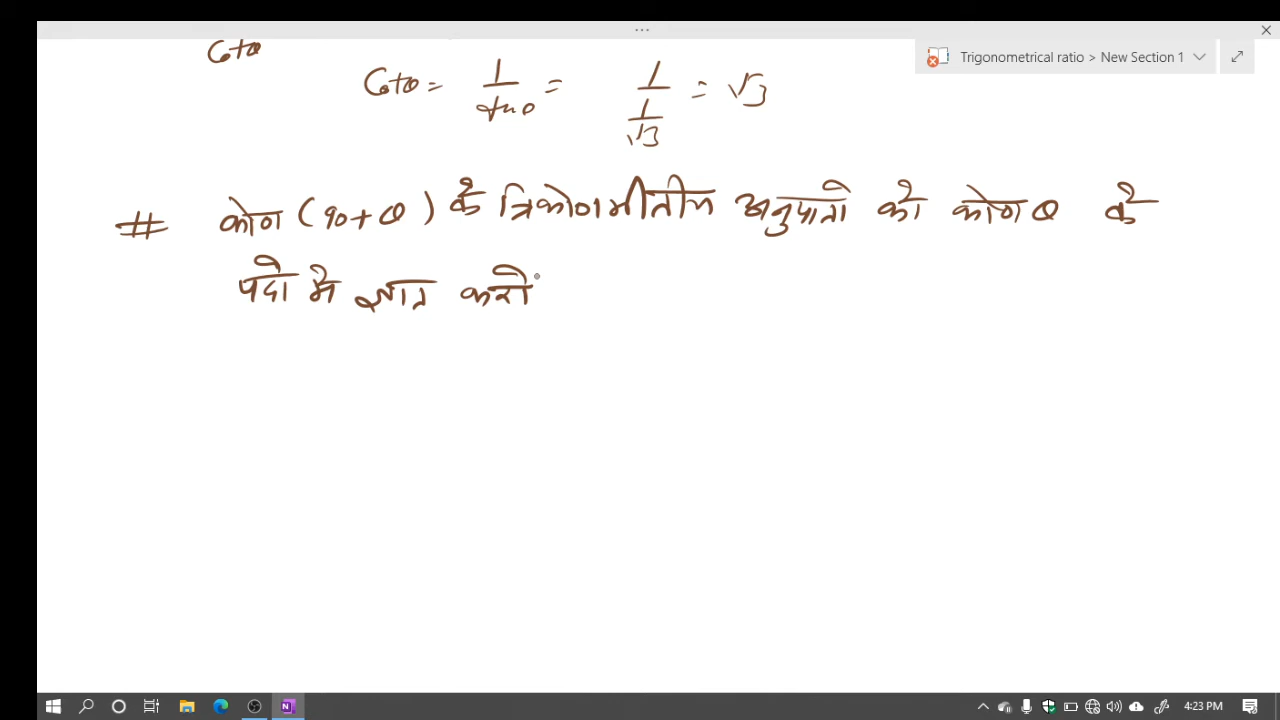 Cotθ
Trigonometrical ratio > New Section 1
Cotθ = 1/tanθ = 1/(1/√3) = √3
# कोण (90+θ) के त्रिकोणमीतीय अनुपातो को कोण θ के
पदो मे ज्ञात करो
4:23 PM